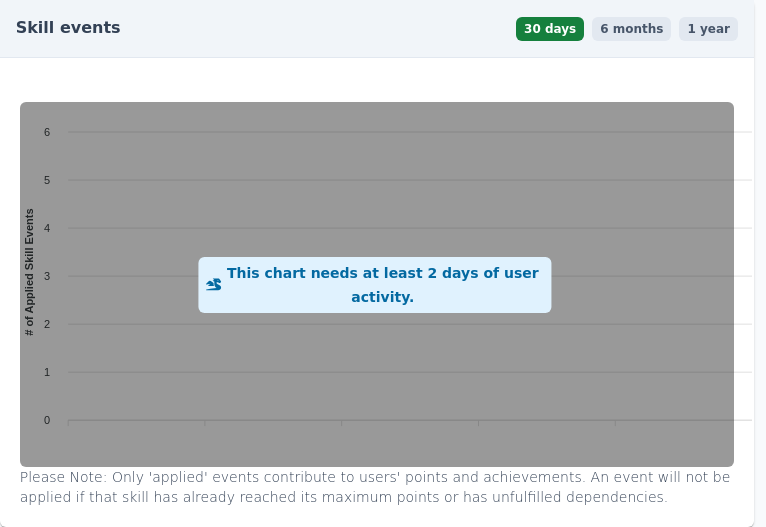 Skill events
30 days
6 months
1 year
6
5
4
3
2
1
0
# of Applied Skill Events
This chart needs at least 2 days of user
activity.
Please Note: Only 'applied' events contribute to users' points and achievements. An event will not be
applied if that skill has already reached its maximum points or has unfulfilled dependencies.